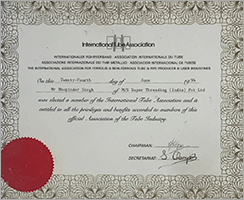 International Tube Association
INTERNATIONALER ROHRVERBAND · ASSOCIATION INTERNATIONALE DU TUBE
ASSOCIAZIONE INTERNAZIONALE DEI TUBI METALLICI · ASOCIACION INTERNACIONAL DE TUBOS
THE INTERNATIONAL ASSOCIATION FOR FERROUS & NON-FERROUS TUBE & PIPE PRODUCER & USER INDUSTRIES
On this Twenty-Fourth day of June 1994
Mr Bhupinder Singh of M/S Super Threading (India) Pvt Ltd
was elected a member of the International Tube Association and is
entitled to all the privileges and benefits accorded to members of this
official Association of the Tube Industry.
CHAIRMAN:
SECRETARIAT: